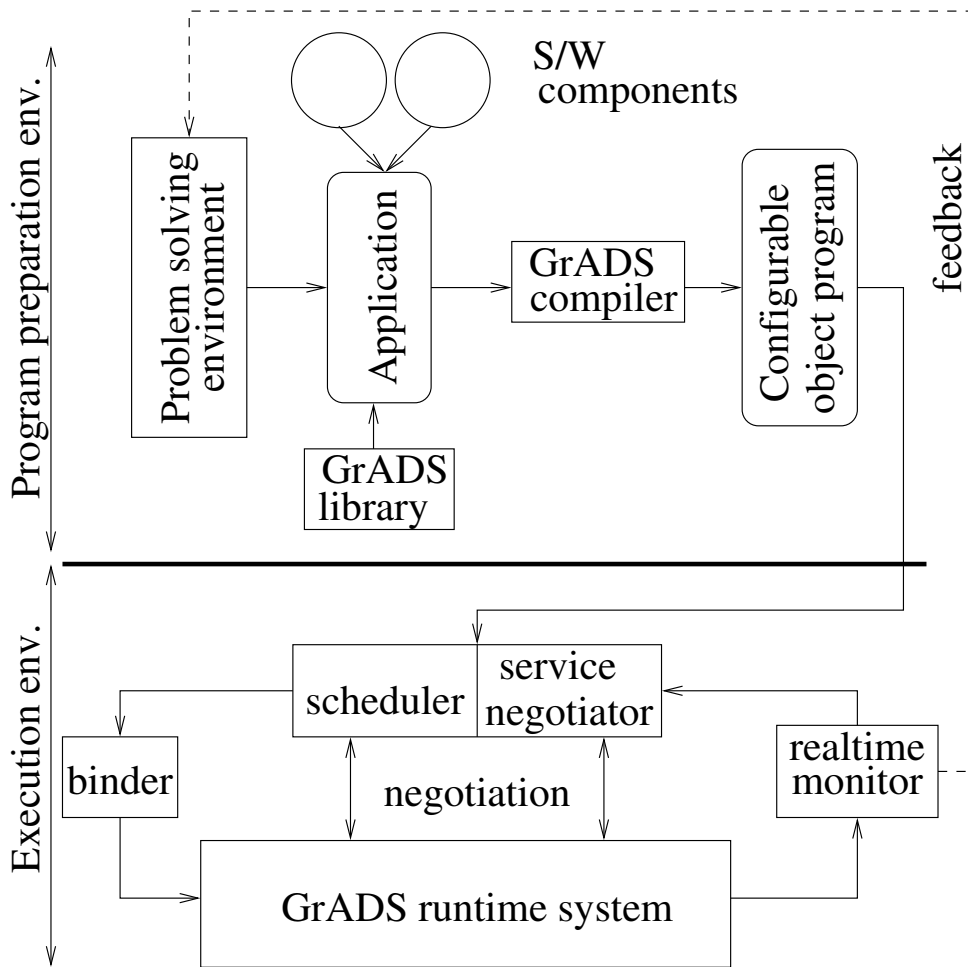 S/W
components
Program preparation env.
Problem solving
environment
Application
GrADS
compiler
Configurable
object program
feedback
GrADS
library
Execution env.
scheduler
service
negotiator
binder
negotiation
realtime
monitor
GrADS runtime system